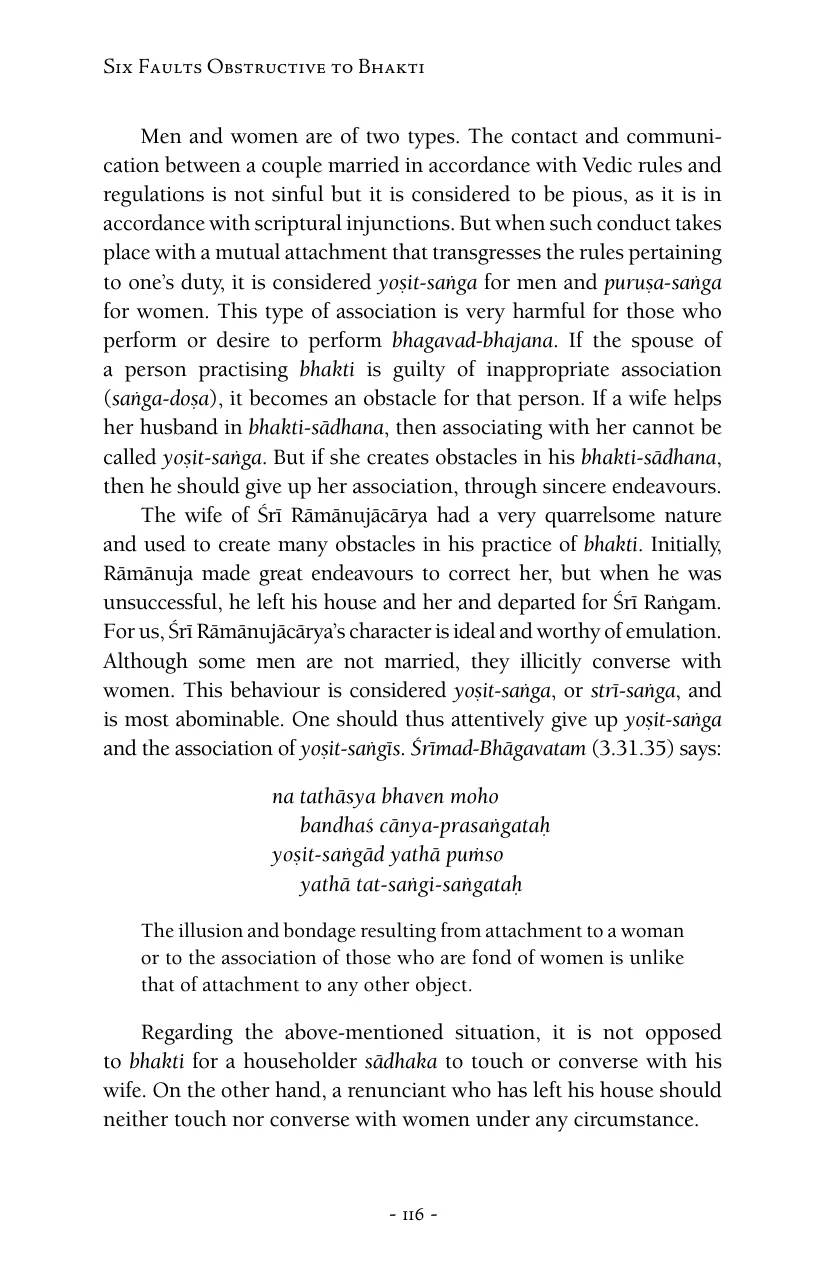 Six Faults Obstructive to Bhakti
Men and women are of two types. The contact and communi-
cation between a couple married in accordance with Vedic rules and
regulations is not sinful but it is considered to be pious, as it is in
accordance with scriptural injunctions. But when such conduct takes
place with a mutual attachment that transgresses the rules pertaining
to one’s duty, it is considered yoṣit-saṅga for men and puruṣa-saṅga
for women. This type of association is very harmful for those who
perform or desire to perform bhagavad-bhajana. If the spouse of
a person practising bhakti is guilty of inappropriate association
(saṅga-doṣa), it becomes an obstacle for that person. If a wife helps
her husband in bhakti-sādhana, then associating with her cannot be
called yoṣit-saṅga. But if she creates obstacles in his bhakti-sādhana,
then he should give up her association, through sincere endeavours.
The wife of Śrī Rāmānujācārya had a very quarrelsome nature
and used to create many obstacles in his practice of bhakti. Initially,
Rāmānuja made great endeavours to correct her, but when he was
unsuccessful, he left his house and her and departed for Śrī Raṅgam.
For us, Śrī Rāmānujācārya’s character is ideal and worthy of emulation.
Although some men are not married, they illicitly converse with
women. This behaviour is considered yoṣit-saṅga, or strī-saṅga, and
is most abominable. One should thus attentively give up yoṣit-saṅga
and the association of yoṣit-saṅgīs. Śrīmad-Bhāgavatam (3.31.35) says:
na tathāsya bhaven moho
bandhaś cānya-prasaṅgataḥ
yoṣit-saṅgād yathā puṁso
yathā tat-saṅgi-saṅgataḥ
The illusion and bondage resulting from attachment to a woman
or to the association of those who are fond of women is unlike
that of attachment to any other object.
Regarding the above-mentioned situation, it is not opposed
to bhakti for a householder sādhaka to touch or converse with his
wife. On the other hand, a renunciant who has left his house should
neither touch nor converse with women under any circumstance.
- 116 -